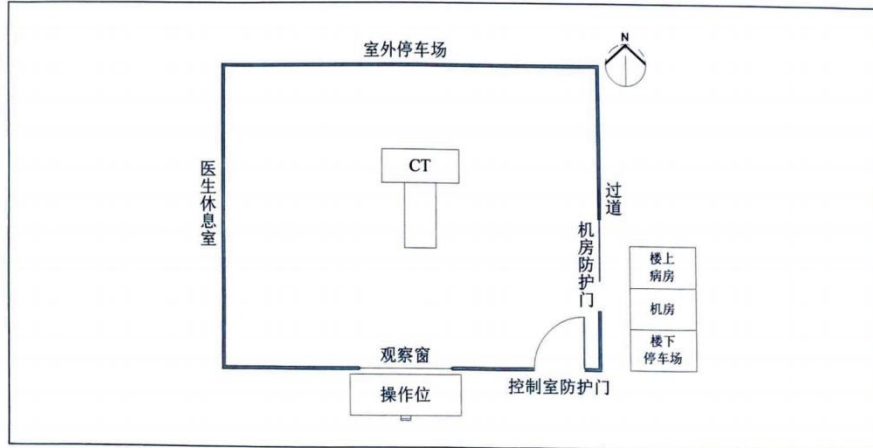 室外停车场
N
CT
医生休息室
过道
机房防护门
楼上
病房
机房
楼下
停车场
观察窗
操作位
控制室防护门